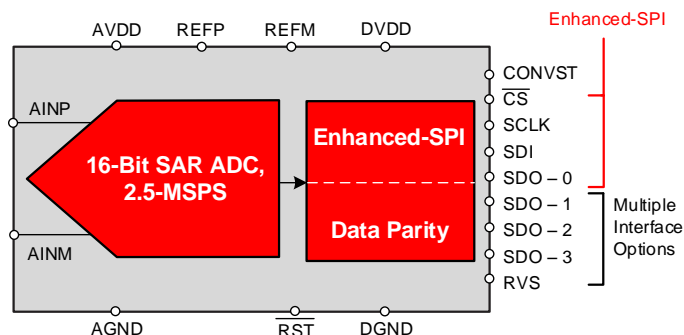 Enhanced-SPI
AVDD REFP REFM DVDD
CONVST
CS
SCLK
SDI
SDO – 0
SDO – 1
SDO – 2
SDO – 3
RVS
AINP
AINM
16-Bit SAR ADC,
2.5-MSPS
Enhanced-SPI
Data Parity
Multiple
Interface
Options
AGND RST DGND